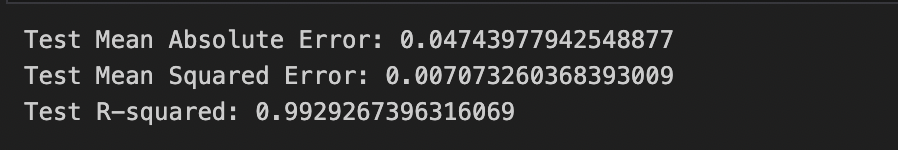 Test Mean Absolute Error: 0.04743977942548877
Test Mean Squared Error: 0.007073260368393009
Test R-squared: 0.9929267396316069